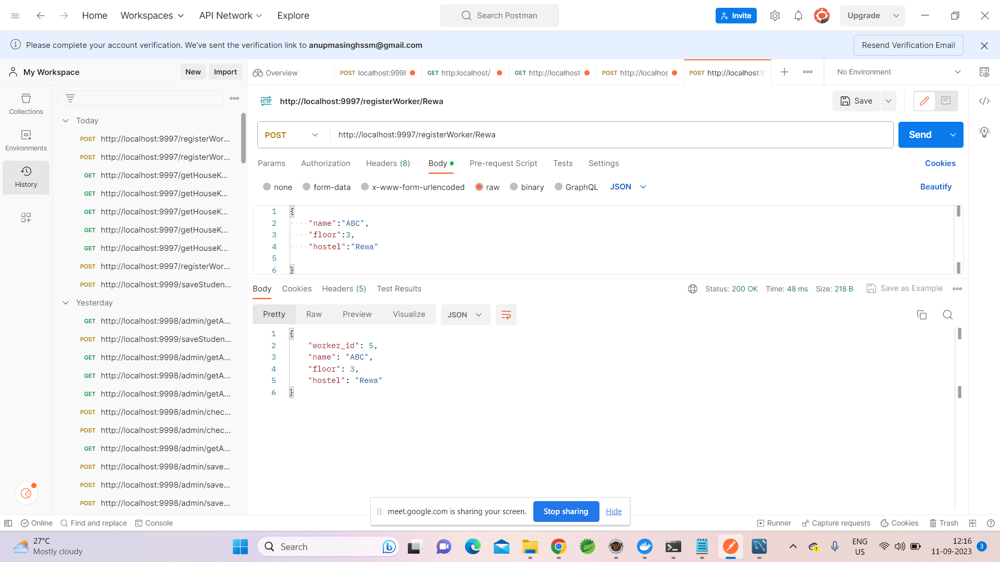 Home Workspaces API Network Explore Search Postman Invite Upgrade
Please complete your account verification. We've sent the verification link to anupmasinghssm@gmail.com Resend Verification Email
My Workspace New Import
Overview POST localhost:9998 GET http:localhost/ GET http://localhost POST http://localhos POST http://localhost:9 No Environment
Collections
Environments
History
Today
POST http://localhost:9997/registerWor...
POST http://localhost:9997/registerWor...
GET http://localhost:9997/getHouseK...
GET http://localhost:9997/getHouseK...
GET http://localhost:9997/getHouseK...
GET http://localhost:9997/getHouseK...
GET http://localhost:9997/getHouseK...
POST http://localhost:9997/registerWor...
POST http://localhost:9999/saveStuden...
Yesterday
GET http://localhost:9998/admin/getA...
POST http://localhost:9999/saveStuden...
GET http://localhost:9998/admin/getA...
GET http://localhost:9998/admin/getA...
GET http://localhost:9998/admin/getA...
POST http://localhost:9998/admin/chec...
POST http://localhost:9998/admin/chec...
GET http://localhost:9998/admin/getA...
POST http://localhost:9998/admin/save...
POST http://localhost:9998/admin/save...
POST http://localhost:9998/admin/save...
HTTP http://localhost:9997/registerWorker/Rewa Save
POST http://localhost:9997/registerWorker/Rewa Send
Params Authorization Headers (8) Body Pre-request Script Tests Settings Cookies
none form-data x-www-form-urlencoded raw binary GraphQL JSON Beautify
1 {
2 "name":"ABC",
3 "floor":3,
4 "hostel":"Rewa"
5
6 }
Body Cookies Headers (5) Test Results Status: 200 OK Time: 48 ms Size: 218 B Save as Example
Pretty Raw Preview Visualize JSON
1 {
2 "worker_id": 5,
3 "name": "ABC",
4 "floor": 3,
5 "hostel": "Rewa"
6 }
meet.google.com is sharing your screen. Stop sharing Hide
Online Find and replace Console Runner Capture requests Cookies Trash
27°C
Mostly cloudy
Search
ENG
US
12:16
11-09-2023 3